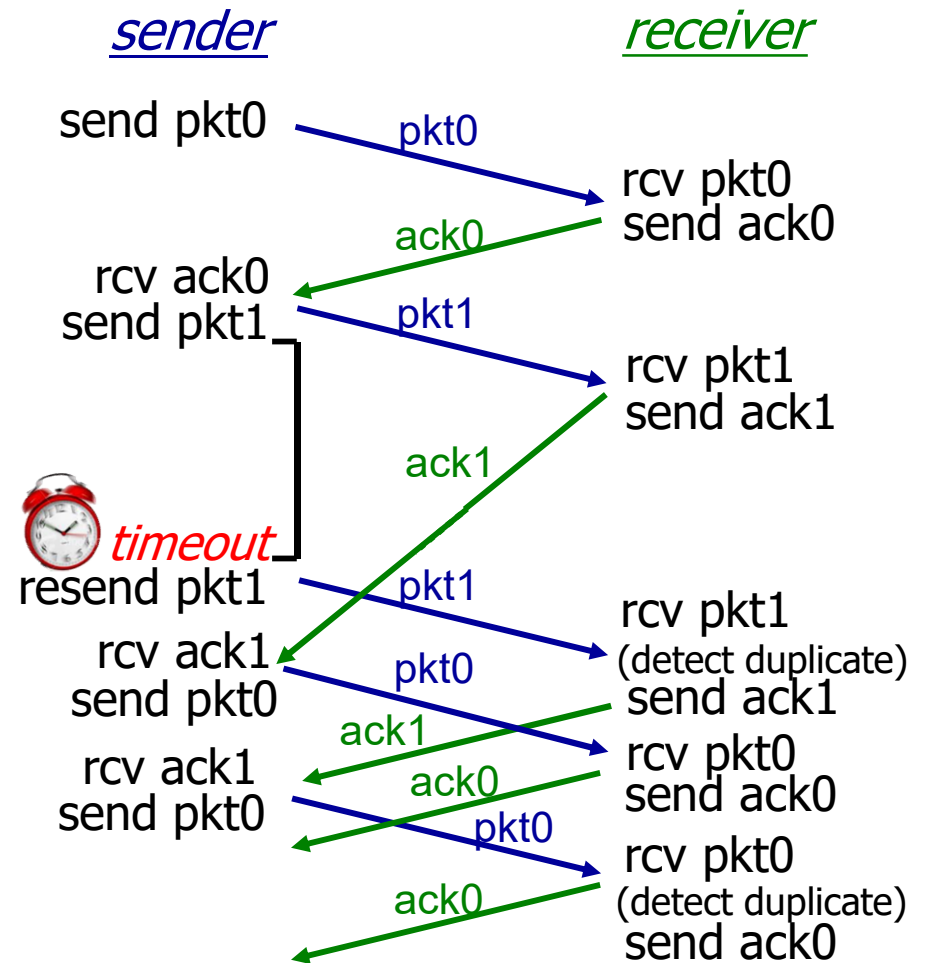 sender
receiver
send pkt0
pkt0
rcv pkt0
send ack0
ack0
rcv ack0
send pkt1
pkt1
rcv pkt1
send ack1
ack1
timeout
resend pkt1
pkt1
rcv pkt1
(detect duplicate)
send ack1
rcv ack1
send pkt0
pkt0
ack1
rcv pkt0
send ack0
rcv ack1
send pkt0
ack0
pkt0
rcv pkt0
(detect duplicate)
send ack0
ack0